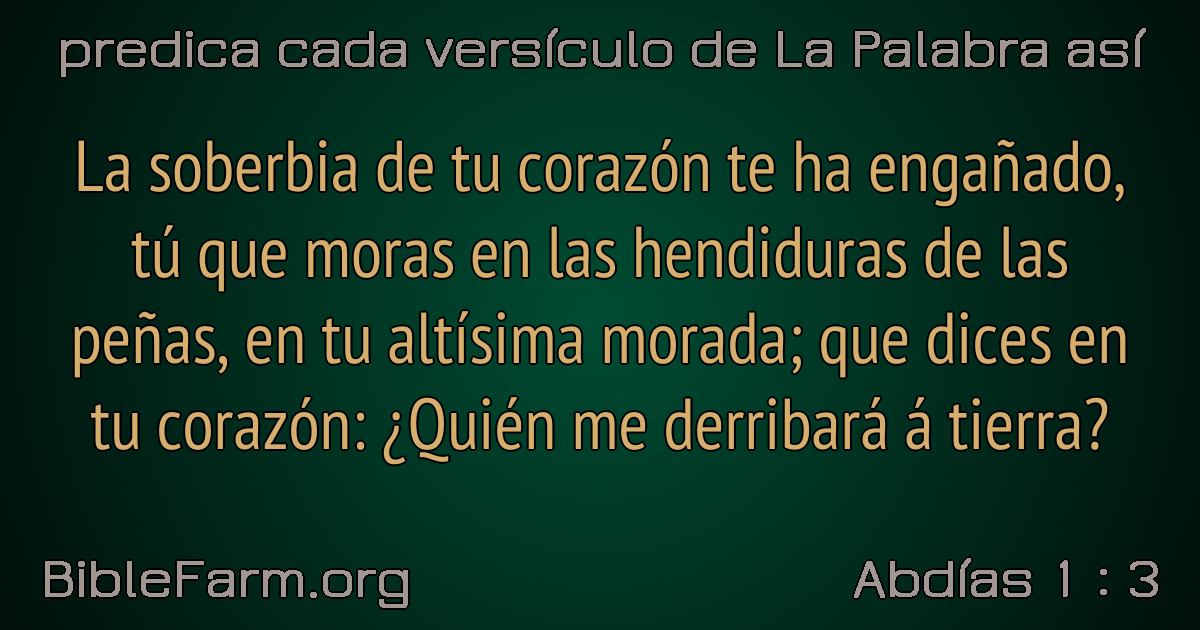 predica cada versículo de La Palabra así
La soberbia de tu corazón te ha engañado,
tú que moras en las hendiduras de las
peñas, en tu altísima morada; que dices en
tu corazón: ¿Quién me derribará á tierra?
BibleFarm.org
Abdías 1 : 3